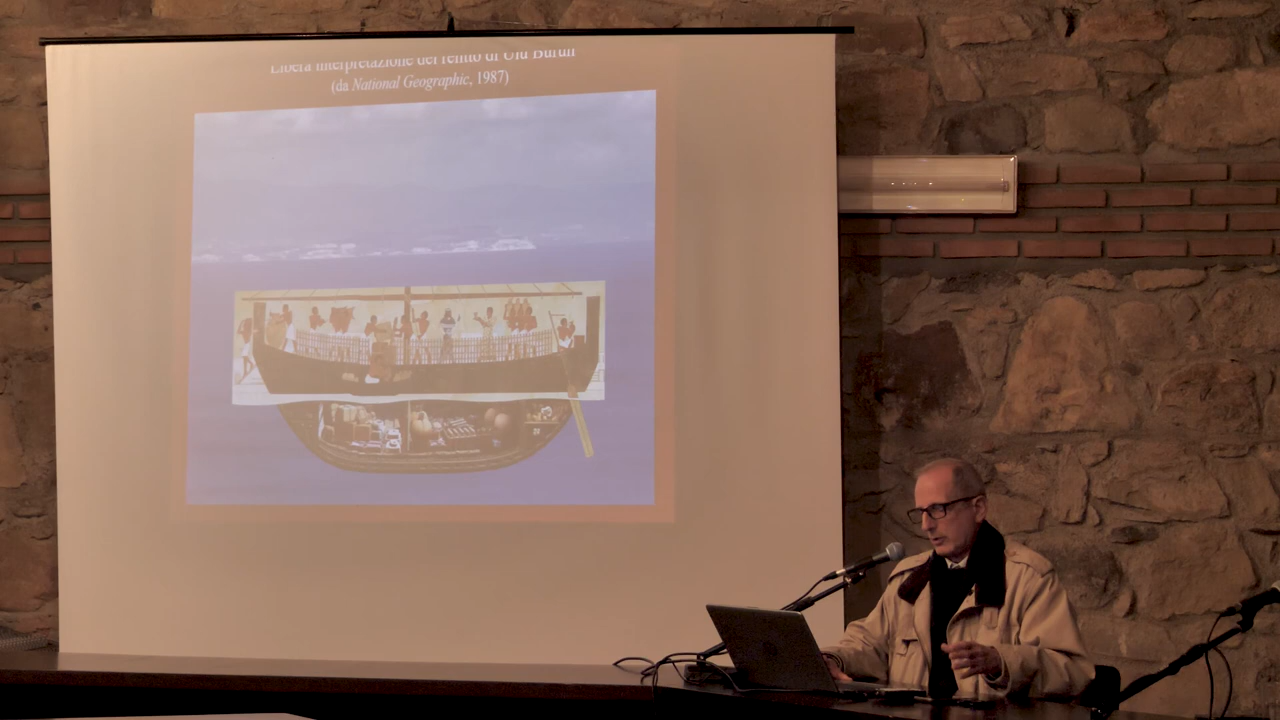 Libera interpretazione del relitto di Ulu Burun
(da National Geographic, 1987)